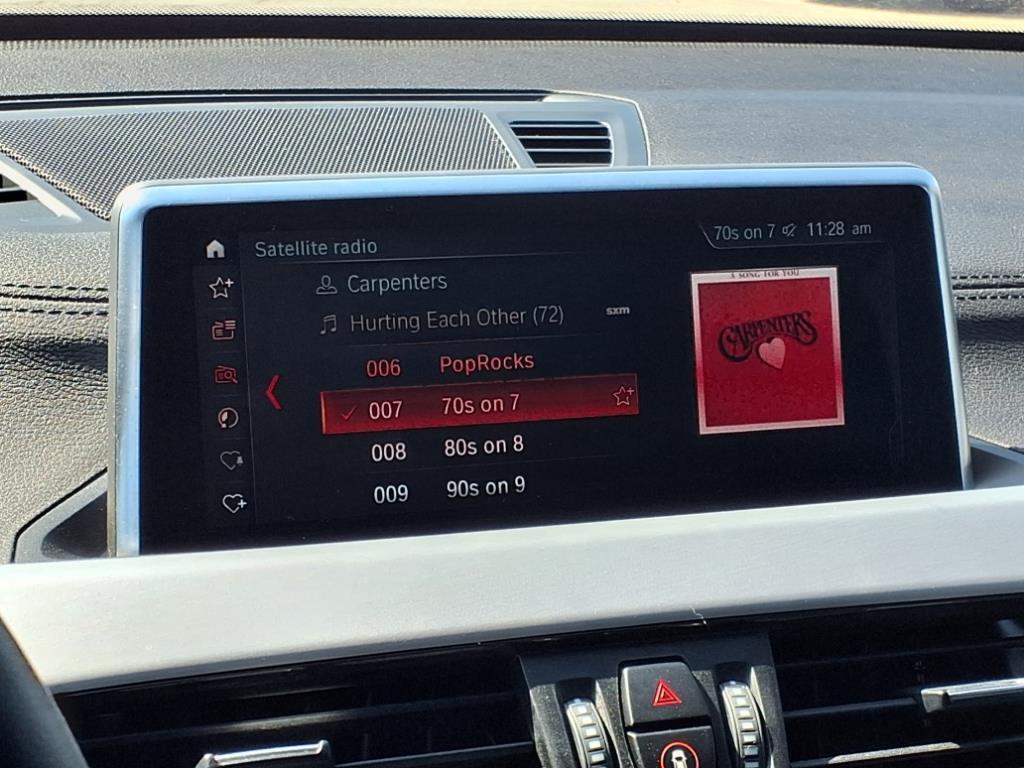 Satellite radio
70s on 7 11:28 am
Carpenters
Hurting Each Other (72)
sxm
006 PopRocks
007 70s on 7
008 80s on 8
009 90s on 9
A SONG FOR YOU
CARPENTERS